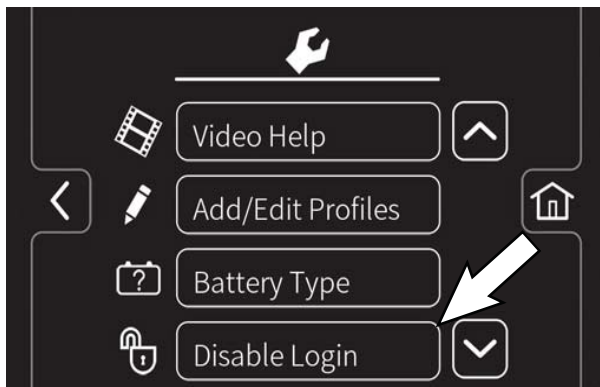 Video Help
Add/Edit Profiles
?
Battery Type
Disable Login